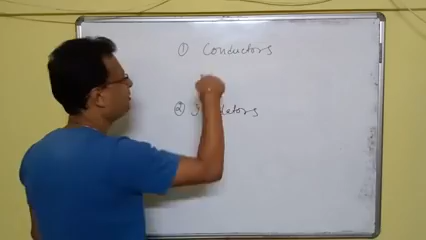 ① Conductors
②